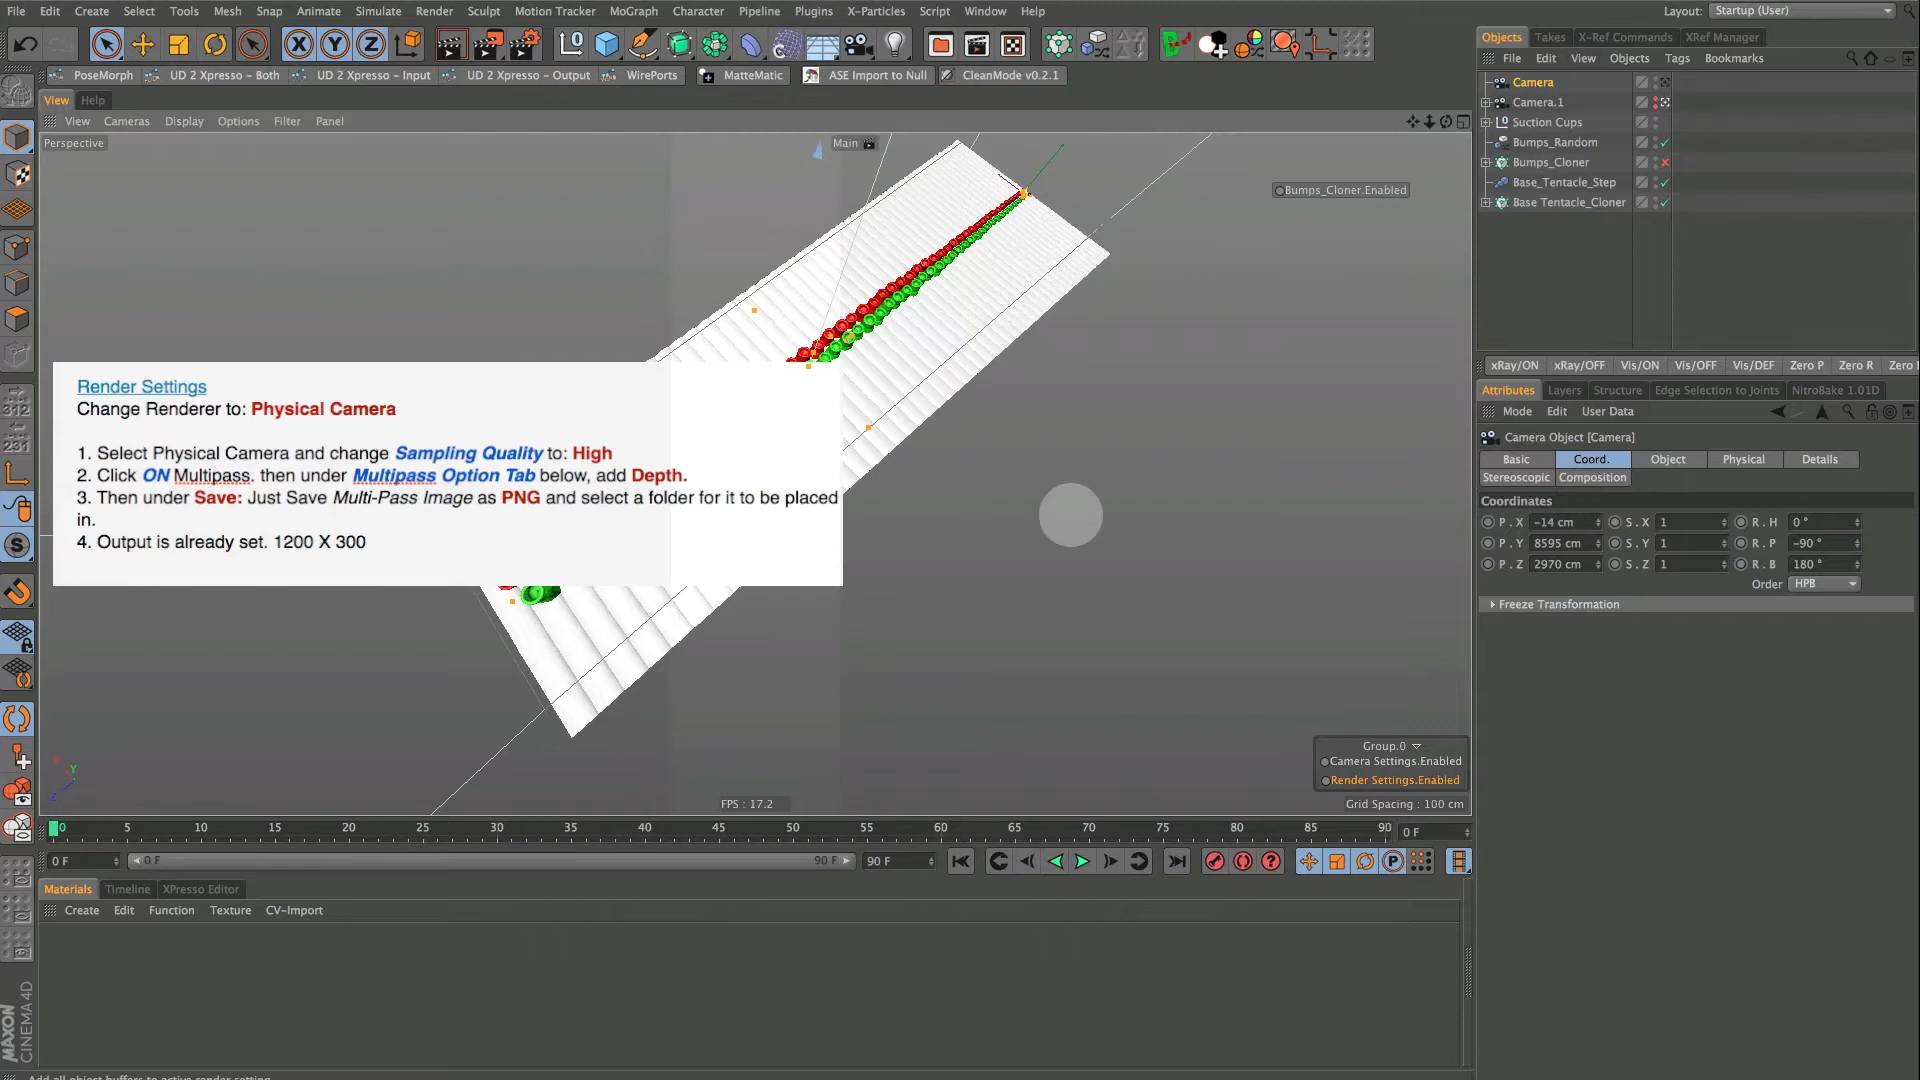 File Edit Create Select Tools Mesh Snap Animate Simulate Render Sculpt Motion Tracker MoGraph Character Pipeline Plugins X-Particles Script Window Help
Layout: Startup (User)
PoseMorph UD 2 Xpresso - Both UD 2 Xpresso - Input UD 2 Xpresso - Output WirePorts MatteMatic ASE Import to Null CleanMode v0.2.1
View Help
View Cameras Display Options Filter Panel
Perspective
Main
Bumps_Cloner.Enabled
Render Settings
Change Renderer to: Physical Camera
1. Select Physical Camera and change Sampling Quality to: High
2. Click ON Multipass. then under Multipass Option Tab below, add Depth.
3. Then under Save: Just Save Multi-Pass Image as PNG and select a folder for it to be placed
in.
4. Output is already set. 1200 X 300
Group.0
Camera Settings.Enabled
Render Settings.Enabled
FPS : 17.2
Grid Spacing : 100 cm
X Y Z
0 5 10 15 20 25 30 35 40 45 50 55 60 65 70 75 80 85 90 0 F
0 F 0 F 90 F 90 F
Materials Timeline XPresso Editor
Create Edit Function Texture CV-Import
Objects Takes X-Ref Commands XRef Manager
File Edit View Objects Tags Bookmarks
Camera
Camera.1
Suction Cups
Bumps_Random
Bumps_Cloner
Base_Tentacle_Step
Base Tentacle_Cloner
xRay/ON xRay/OFF Vis/ON Vis/OFF Vis/DEF Zero P Zero R Zero
Attributes Layers Structure Edge Selection to Joints NitroBake 1.01D
Mode Edit User Data
Camera Object [Camera]
Basic Coord. Object Physical Details
Stereoscopic Composition
Coordinates
P . X -14 cm S . X 1 R . H 0 °
P . Y 8595 cm S . Y 1 R . P -90 °
P . Z 2970 cm S . Z 1 R . B 180 °
Order HPB
Freeze Transformation
312
231
MAXON
CINEMA 4D